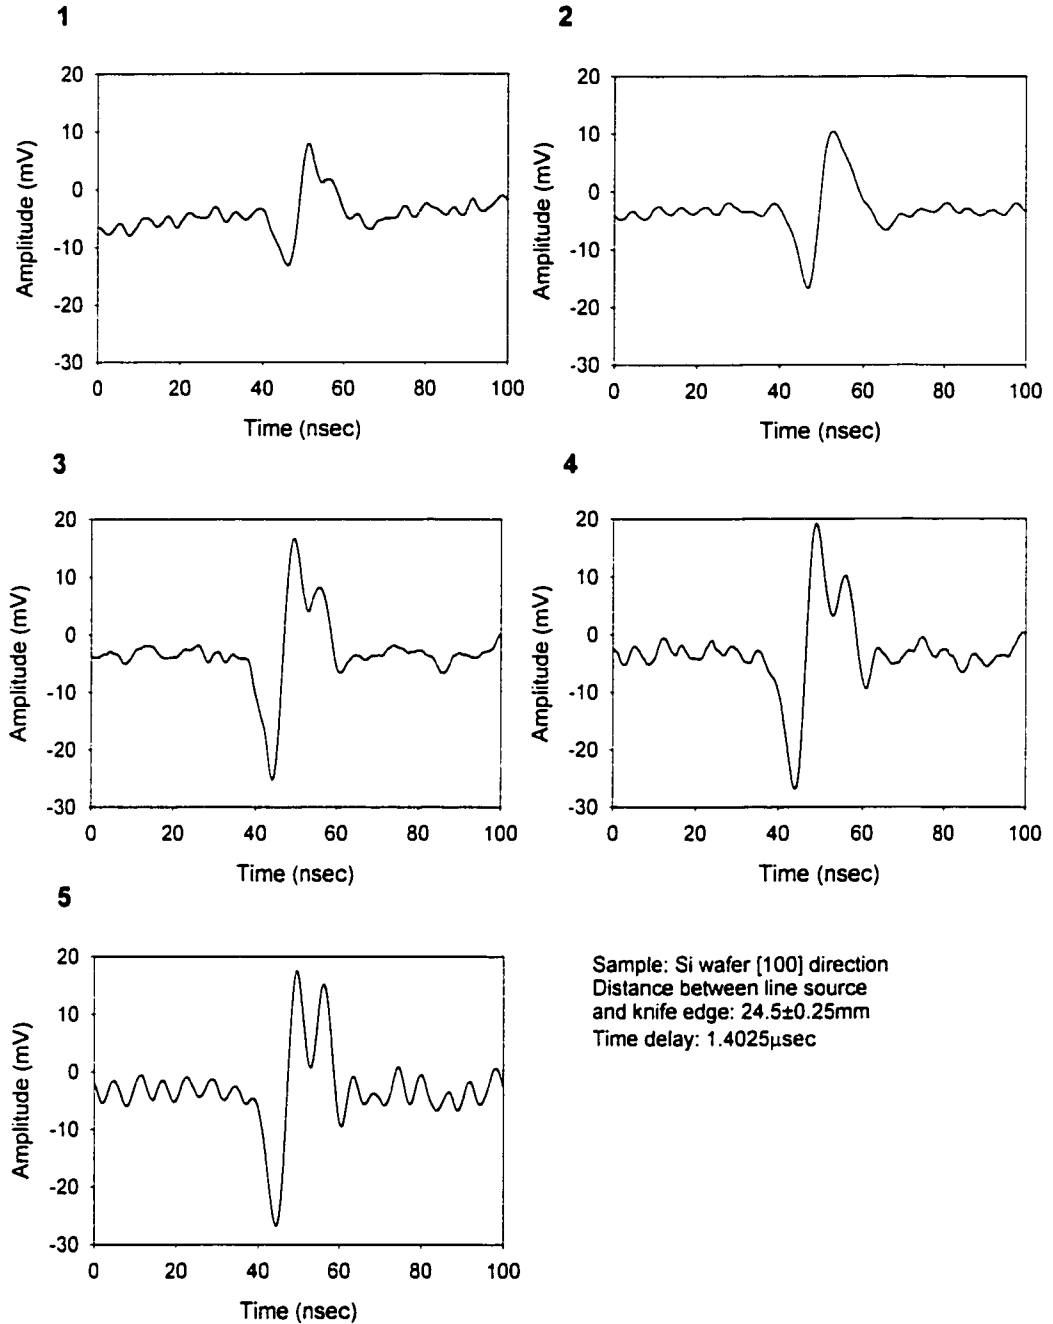 1
2
20
10
0
-10
-20
-30
Amplitude (mV)
0 20 40 60 80 100
Time (nsec)
20
10
0
-10
-20
-30
Amplitude (mV)
0 20 40 60 80 100
Time (nsec)
3
4
20
10
0
-10
-20
-30
Amplitude (mV)
0 20 40 60 80 100
Time (nsec)
20
10
0
-10
-20
-30
Amplitude (mV)
0 20 40 60 80 100
Time (nsec)
5
20
10
0
-10
-20
-30
Amplitude (mV)
0 20 40 60 80 100
Time (nsec)
Sample: Si wafer [100] direction
Distance between line source
and knife edge: 24.5±0.25mm
Time delay: 1.4025μsec